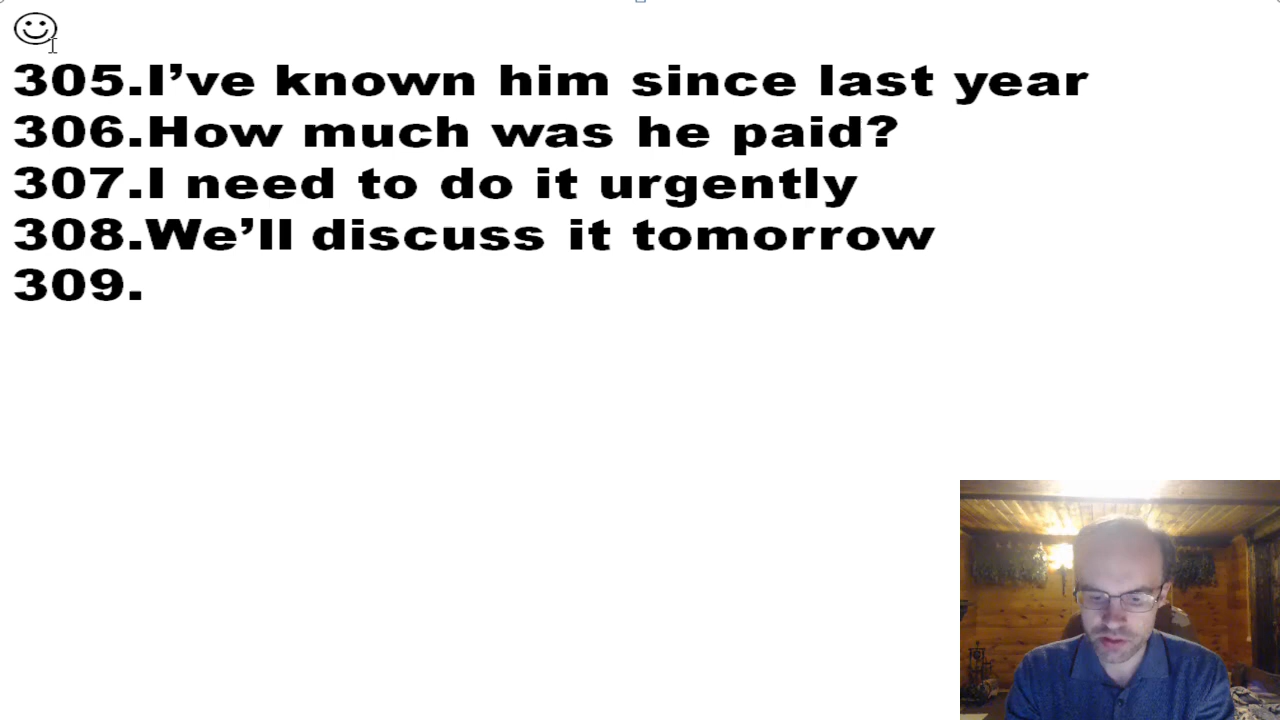 305.I’ve known him since last year
306.How much was he paid?
307.I need to do it urgently
308.We’ll discuss it tomorrow
309.